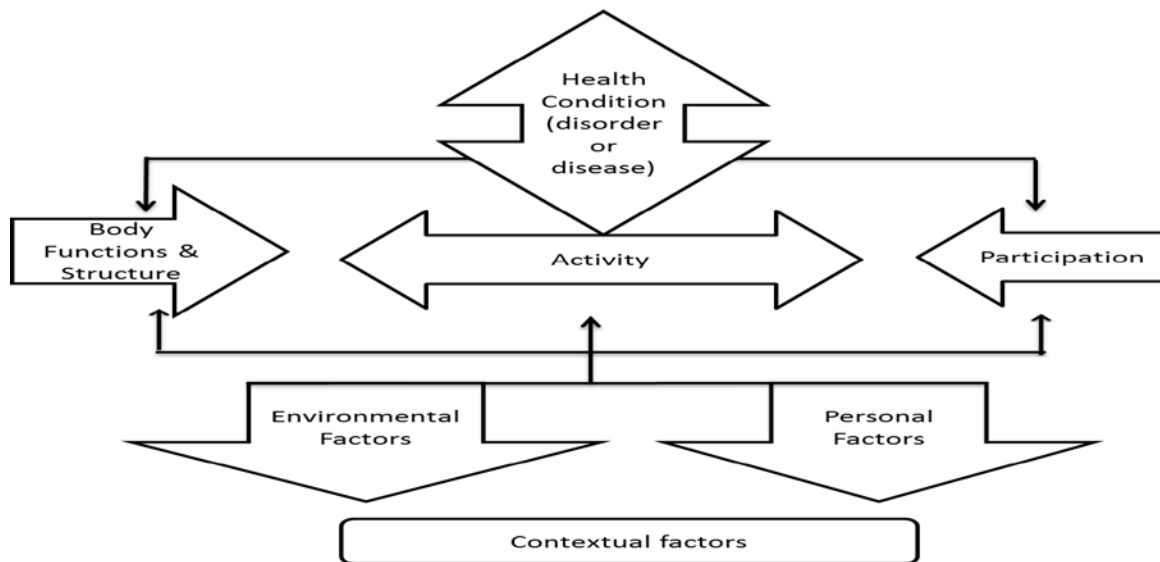 Health
Condition
(disorder
or
disease)
Body
Functions &
Structure
Activity
Participation
Environmental
Factors
Personal
Factors
Contextual factors